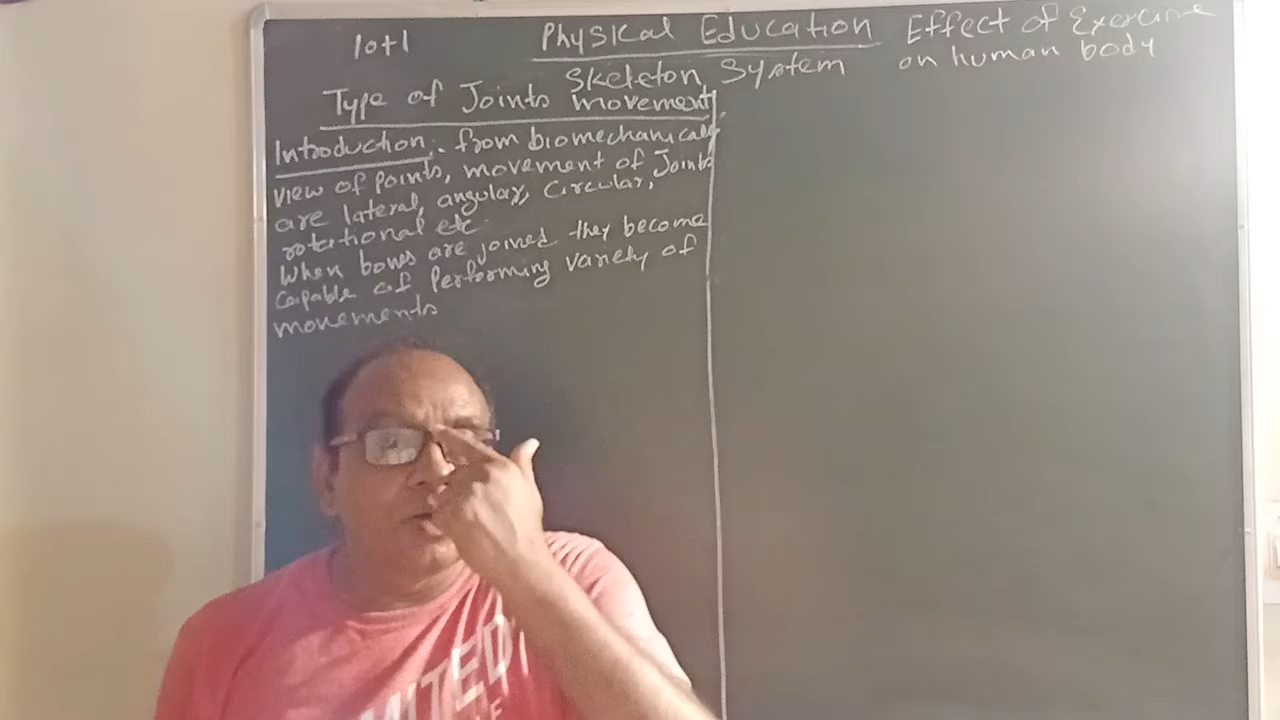 10+1
Physical Education
Effect of Exercise
on human body
Skeleton System
Type of Joints movement
Introduction:- from biomechanically
view of points, movement of Joints
are lateral, angular, circular,
rotational etc
When bones are joined they become
capable of performing variety of
movements
MITED